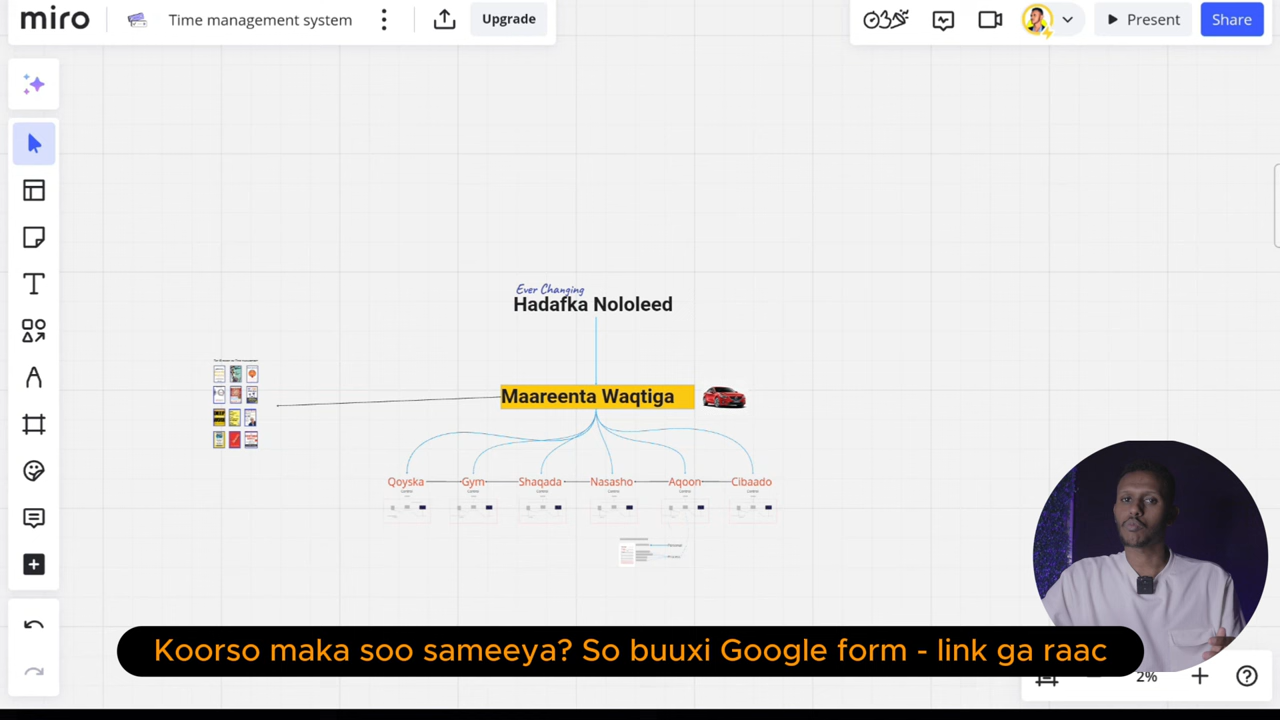 miro
Time management system
Upgrade
Present
Share
Ever Changing
Hadafka Nololeed
Maareenta Waqtiga
Qoyska
Gym
Shaqada
Nasasho
Aqoon
Cibaado
Koorso maka soo sameeya? So buuxi Google form - link ga raac
2%